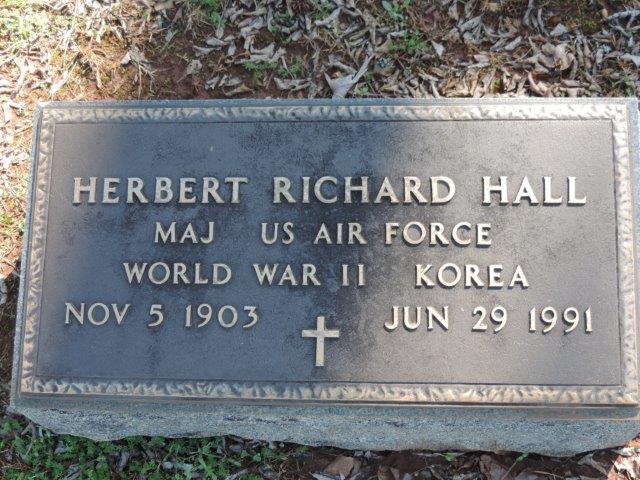 HERBERT RICHARD HALL
MAJ US AIR FORCE
WORLD WAR II KOREA
NOV 5 1903 JUN 29 1991